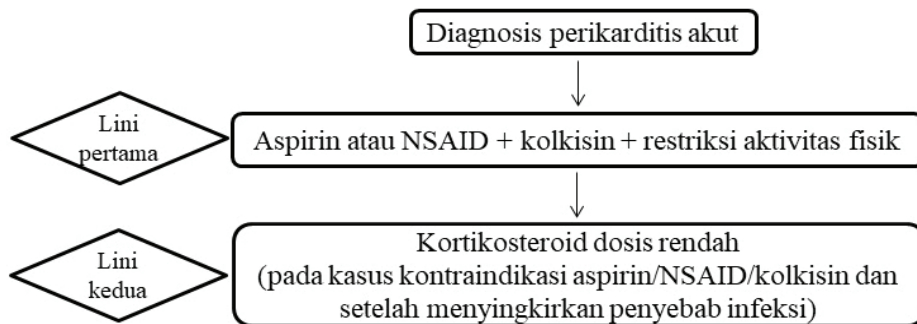 Diagnosis perikarditis akut
Lini
pertama
Aspirin atau NSAID + kolkisin + restriksi aktivitas fisik
Lini
kedua
Kortikosteroid dosis rendah
(pada kasus kontraindikasi aspirin/NSAID/kolkisin dan
setelah menyingkirkan penyebab infeksi)